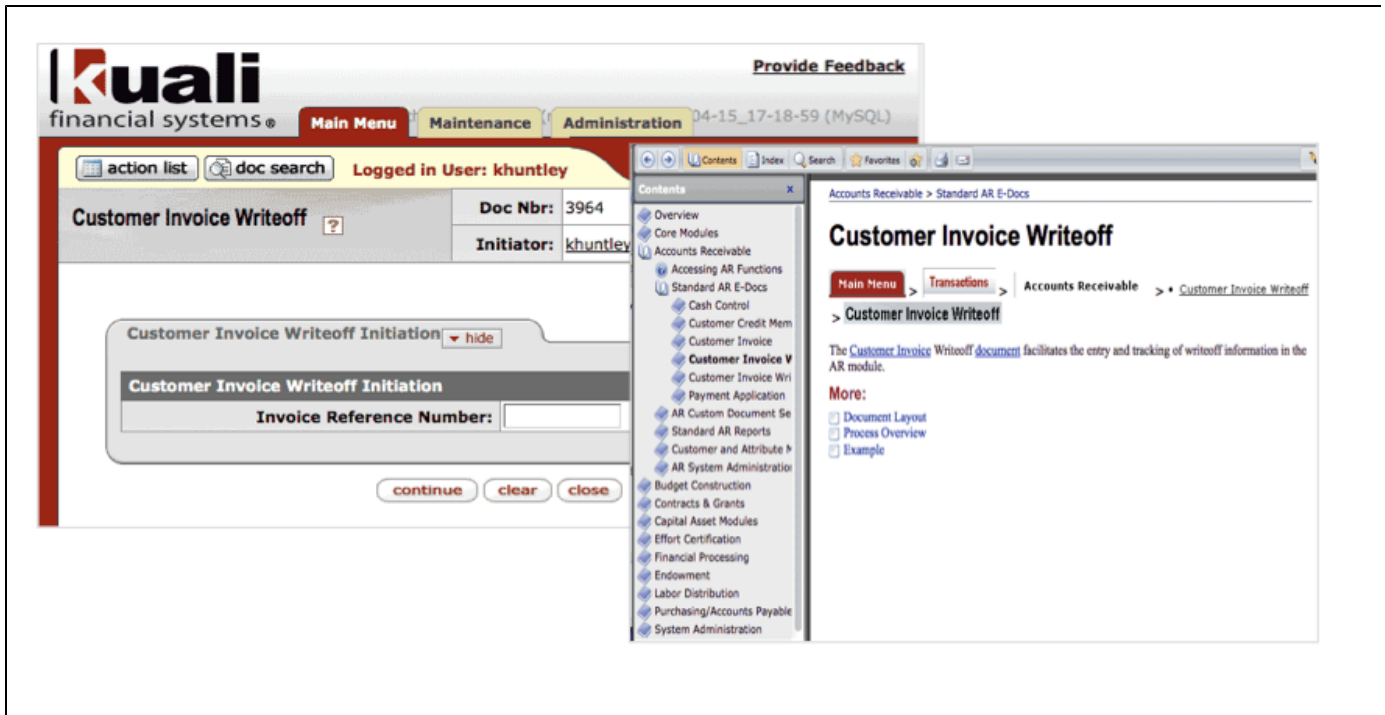 kuali
financial systems®
Provide Feedback
04-15_17-18-59 (MySQL)
Main Menu
Maintenance
Administration
action list
doc search
Logged in User: khuntley
Customer Invoice Writeoff ?
Doc Nbr: 3964
Initiator: khuntley
Customer Invoice Writeoff Initiation
hide
Customer Invoice Writeoff Initiation
Invoice Reference Number:
continue
clear
close
Contents
Index
Search
Favorites
Contents x
Overview
Core Modules
Accounts Receivable
Accessing AR Functions
Standard AR E-Docs
Cash Control
Customer Credit Mem
Customer Invoice
Customer Invoice W
Customer Invoice Wri
Payment Application
AR Custom Document Se
Standard AR Reports
Customer and Attribute M
AR System Administration
Budget Construction
Contracts & Grants
Capital Asset Modules
Effort Certification
Financial Processing
Endowment
Labor Distribution
Purchasing/Accounts Payable
System Administration
Accounts Receivable > Standard AR E-Docs
Customer Invoice Writeoff
Main Menu > Transactions > Accounts Receivable > • Customer Invoice Writeoff
> Customer Invoice Writeoff
The Customer Invoice Writeoff document facilitates the entry and tracking of writeoff information in the
AR module.
More:
Document Layout
Process Overview
Example